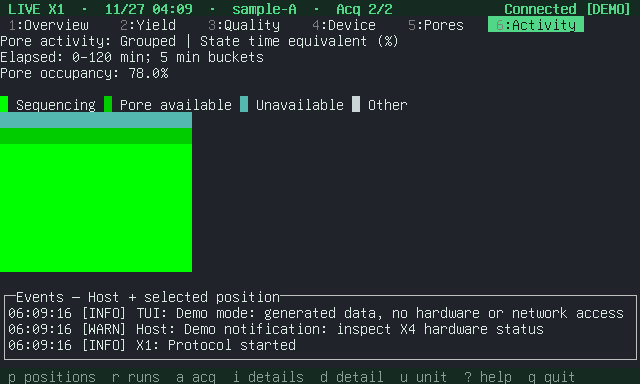 LIVE X1 - 11/27 04:09 - sample-A - Acq 2/2 Connected [DEMO]
1:Overview 2:Yield 3:Quality 4:Device 5:Pores 6:Activity
Pore activity: Grouped | State time equivalent (%)
Elapsed: 0–120 min; 5 min buckets
Pore occupancy: 78.0%
Sequencing Pore available Unavailable Other
Events — Host + selected position
06:09:16 [INFO] TUI: Demo mode: generated data, no hardware or network access
06:09:16 [WARN] Host: Demo notification: inspect X4 hardware status
06:09:16 [INFO] X1: Protocol started
p positions r runs a acq i details d detail u unit ? help q quit